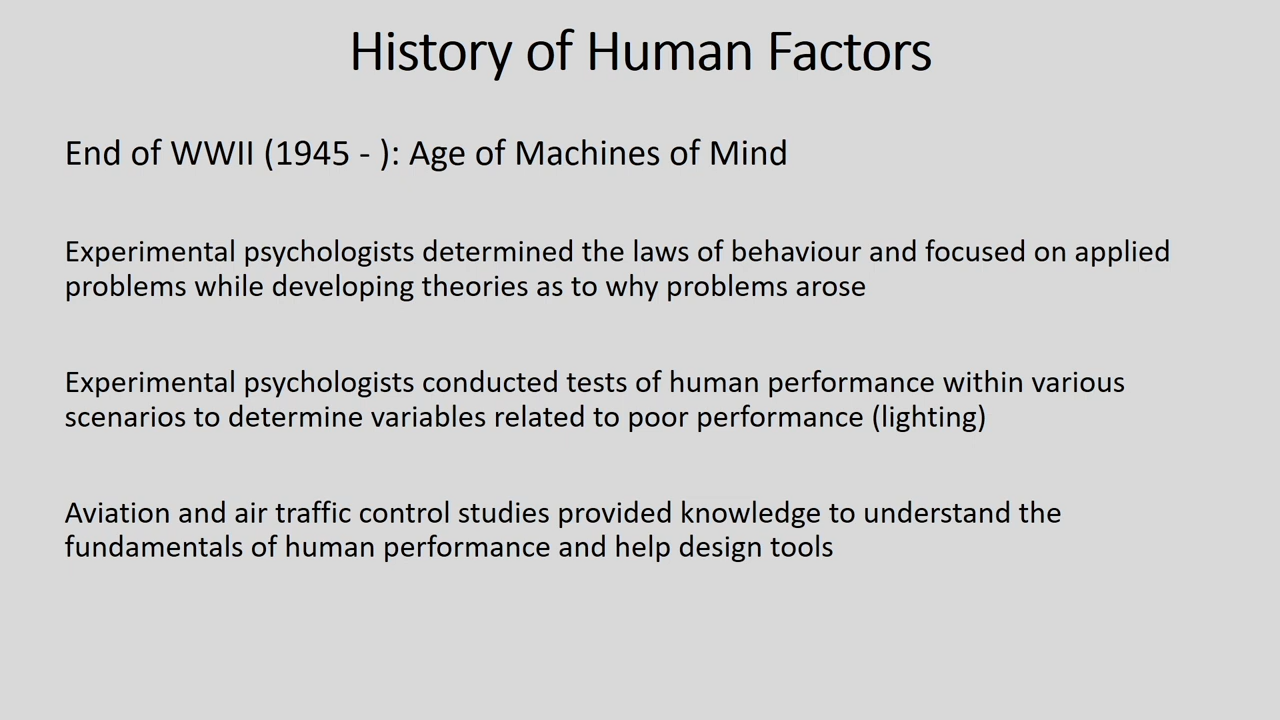 History of Human Factors
End of WWII (1945 - ): Age of Machines of Mind
Experimental psychologists determined the laws of behaviour and focused on applied
problems while developing theories as to why problems arose
Experimental psychologists conducted tests of human performance within various
scenarios to determine variables related to poor performance (lighting)
Aviation and air traffic control studies provided knowledge to understand the
fundamentals of human performance and help design tools